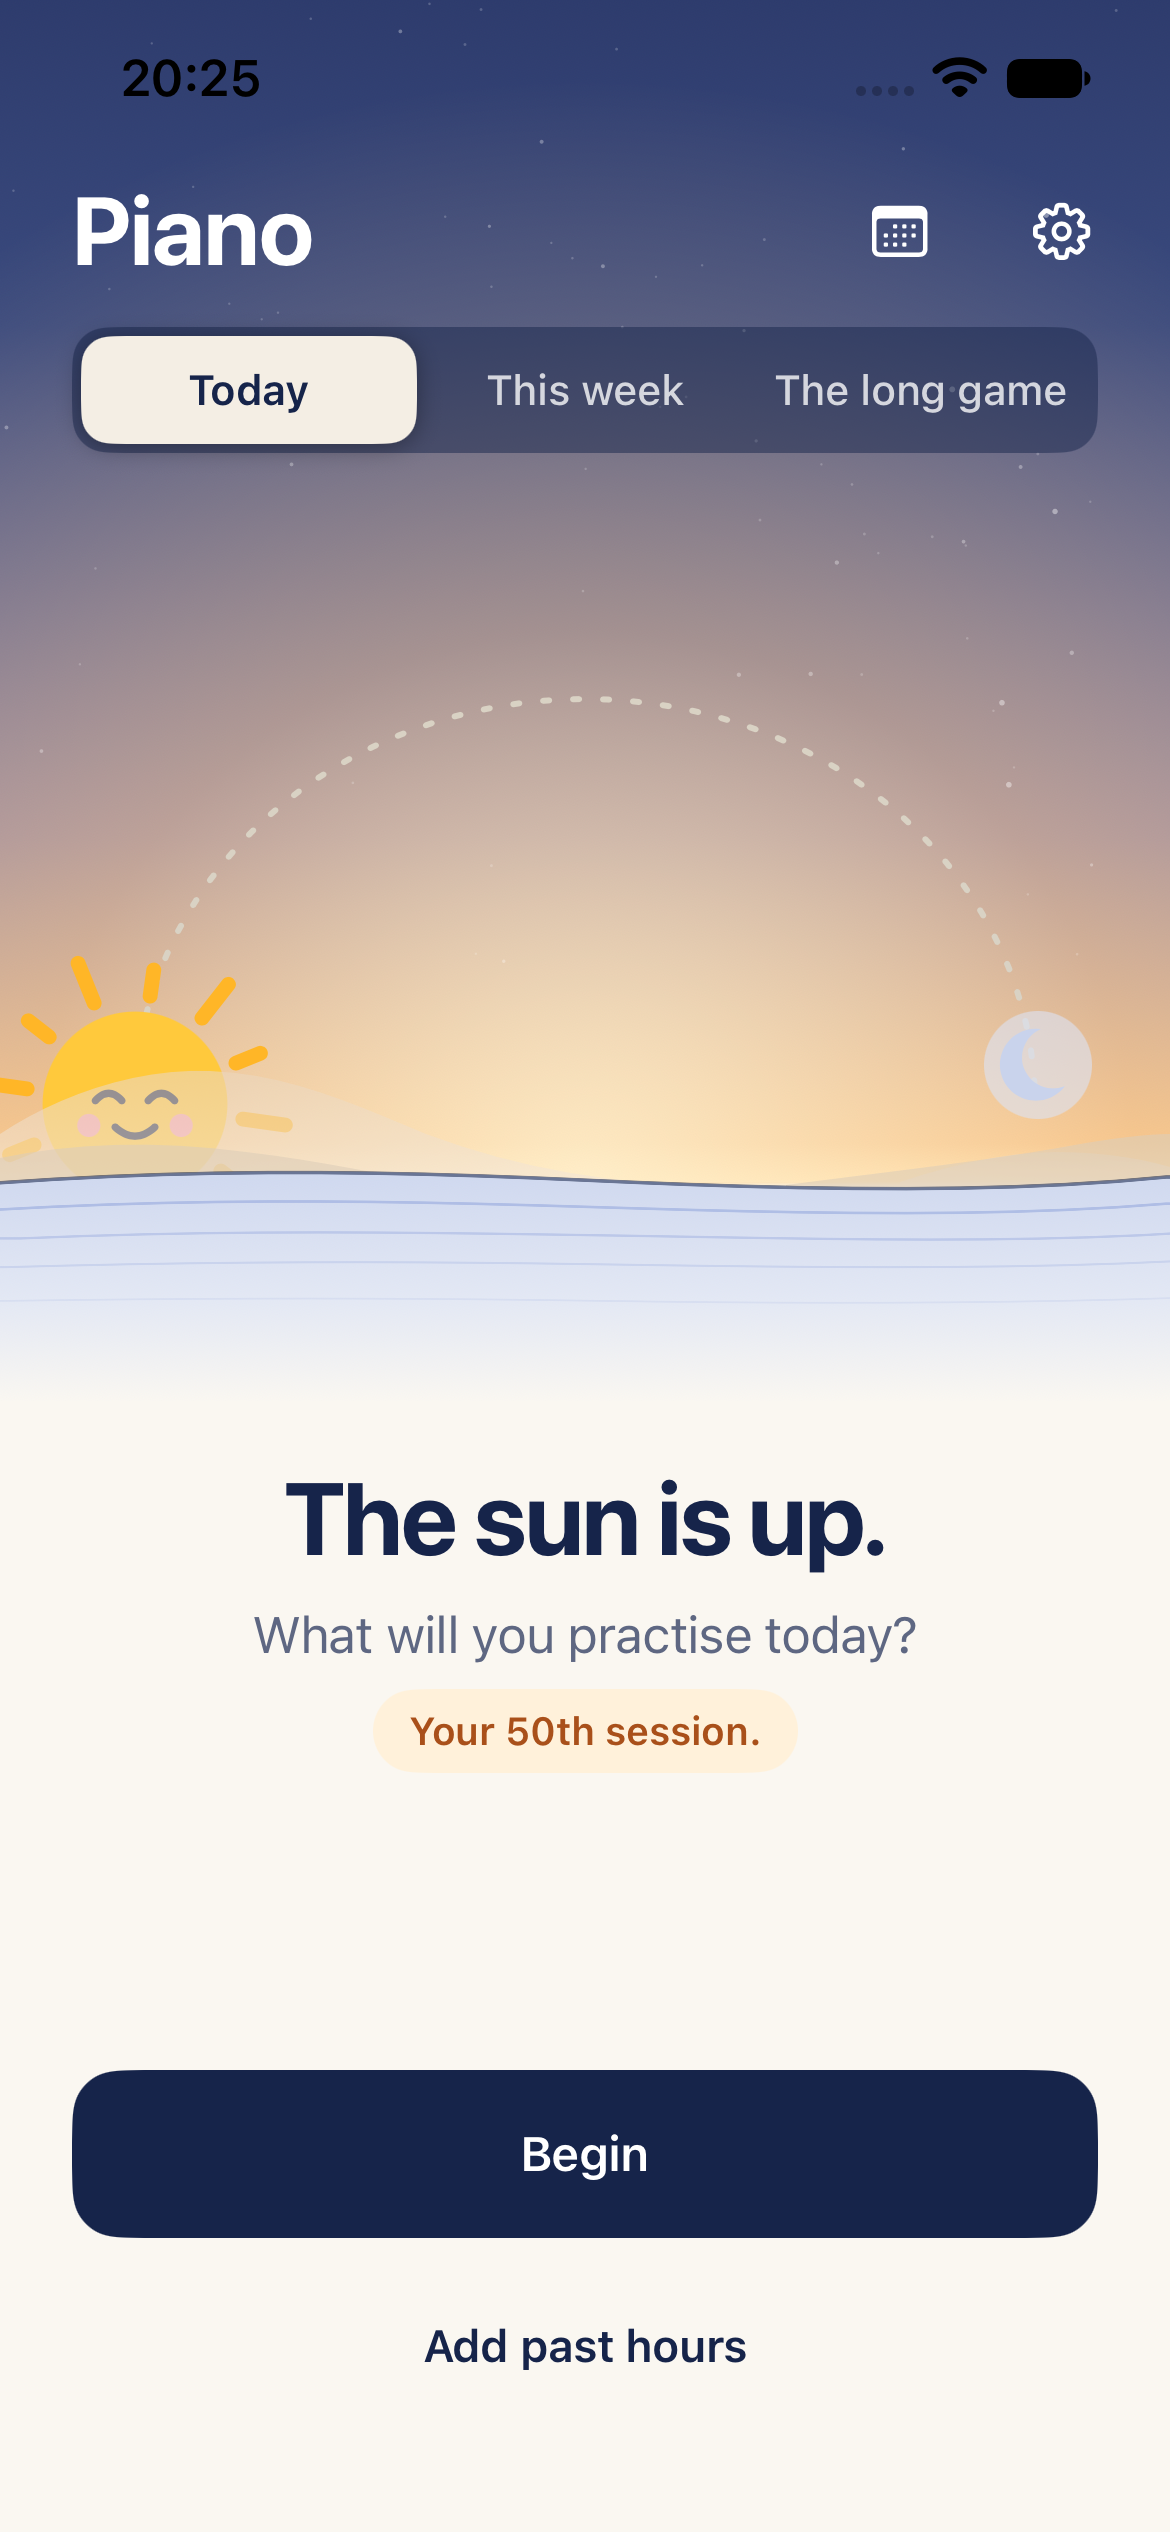 20:25
Piano
Today
This week
The long game
The sun is up.
What will you practise today?
Your 50th session.
Begin
Add past hours